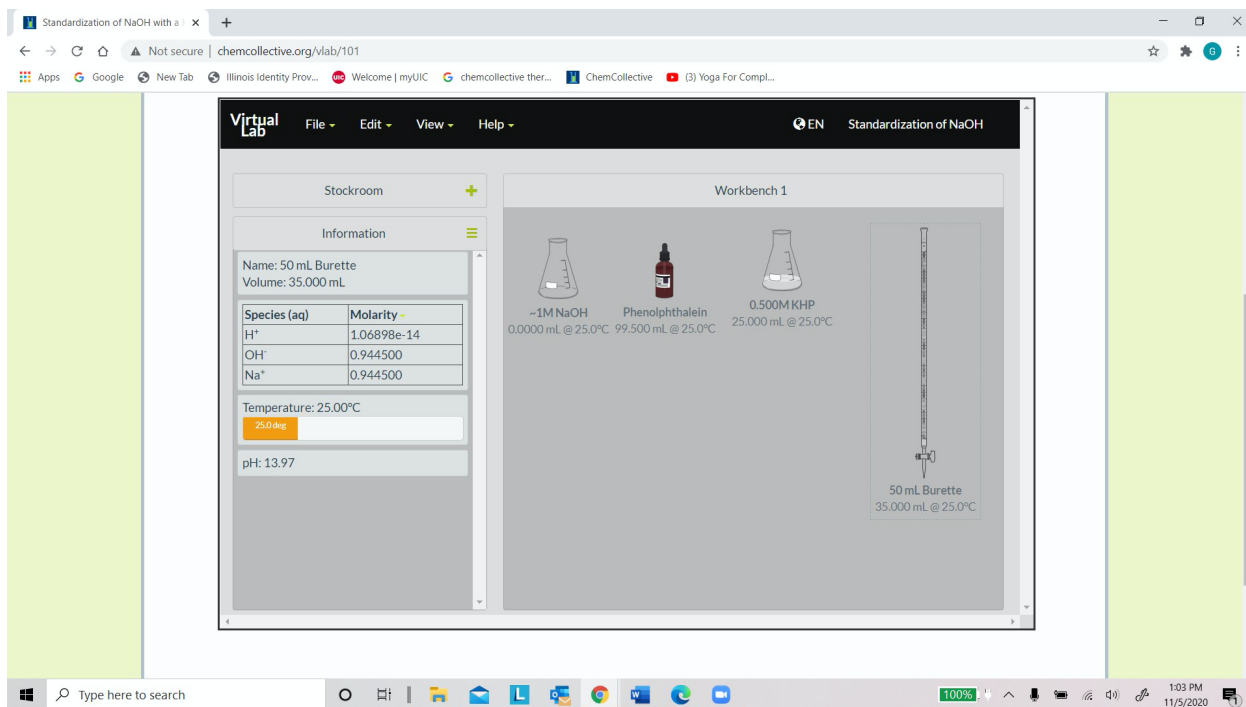 Standardization of NaOH with a
Not secure | chemcollective.org/vlab/101
G
Apps
Google
New Tab
Illinois Identity Prov...
UIC
Welcome | myUIC
chemcollective ther...
ChemCollective
(3) Yoga For Compl...
Virtual
Lab
File
Edit
View
Help
EN
Standardization of NaOH
Stockroom
Information
Name: 50 mL Burette
Volume: 35.000 mL
Species (aq) Molarity
H⁺ 1.06898e-14
OH⁻ 0.944500
Na⁺ 0.944500
Temperature: 25.00°C
25.0 deg
pH: 13.97
Workbench 1
~1M NaOH
0.0000 mL @ 25.0°C
Phenolphthalein
99.500 mL @ 25.0°C
0.500M KHP
25.000 mL @ 25.0°C
50 mL Burette
35.000 mL @ 25.0°C
Type here to search
L
100%
1:03 PM
11/5/2020
1